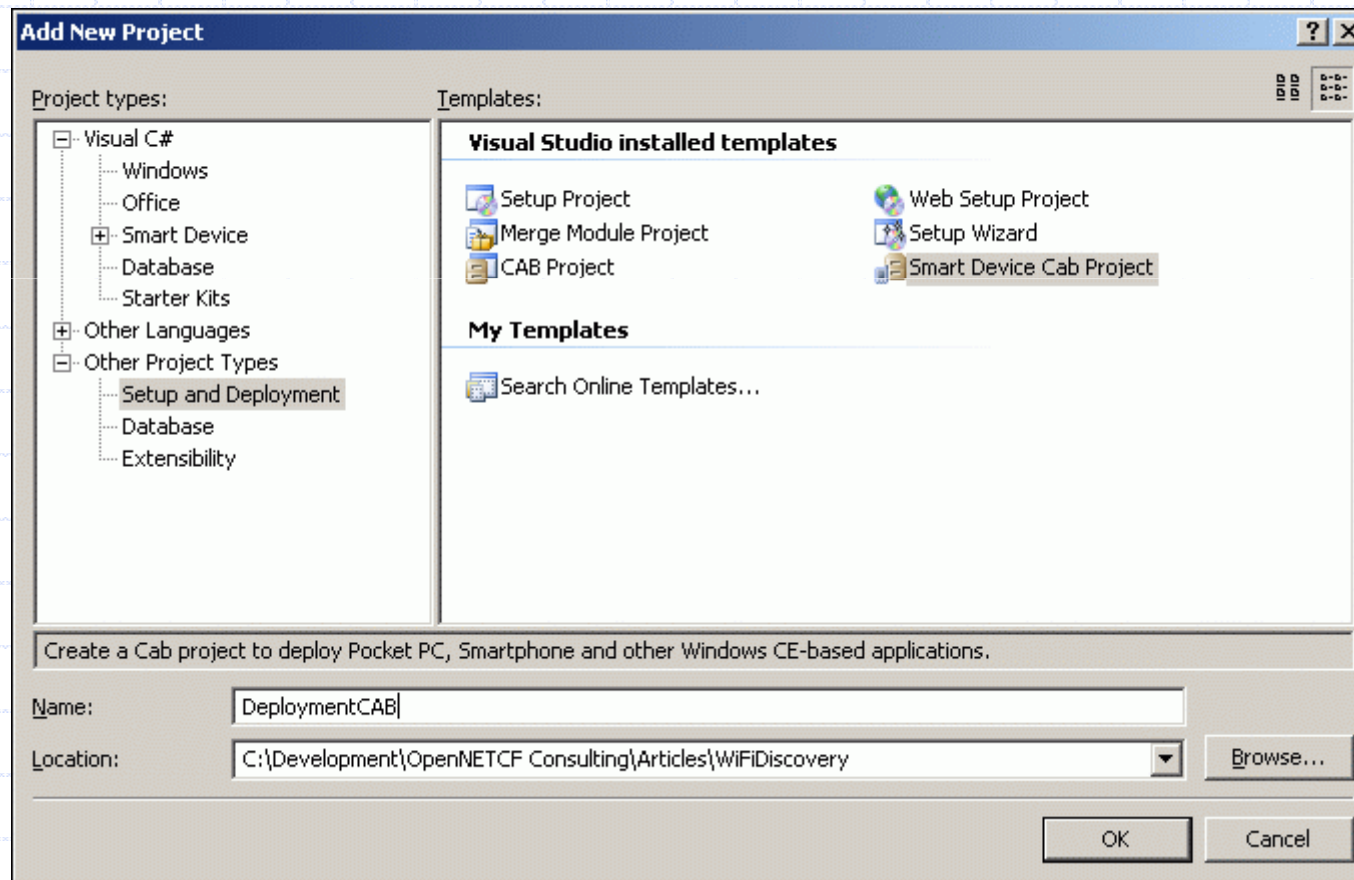 Add New Project
Project types:
Templates:
Visual C#
Windows
Office
Smart Device
Database
Starter Kits
Other Languages
Other Project Types
Setup and Deployment
Database
Extensibility
Visual Studio installed templates
Setup Project
Web Setup Project
Merge Module Project
Setup Wizard
CAB Project
Smart Device Cab Project
My Templates
Search Online Templates...
Create a Cab project to deploy Pocket PC, Smartphone and other Windows CE-based applications.
Name:
DeploymentCAB
Location:
C:\Development\OpenNETCF Consulting\Articles\WiFiDiscovery
Browse...
OK
Cancel